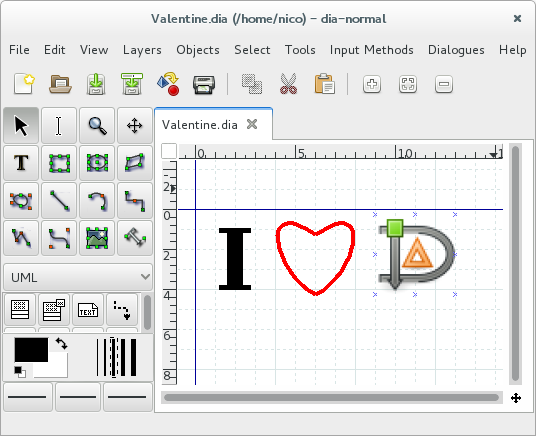 Valentine.dia (/home/nico) – dia-normal
File Edit View Layers Objects Select Tools Input Methods Dialogues Help
Valentine.dia
T
0 5 10 1
UML
TEXT
2
0
2
4
6
8
I